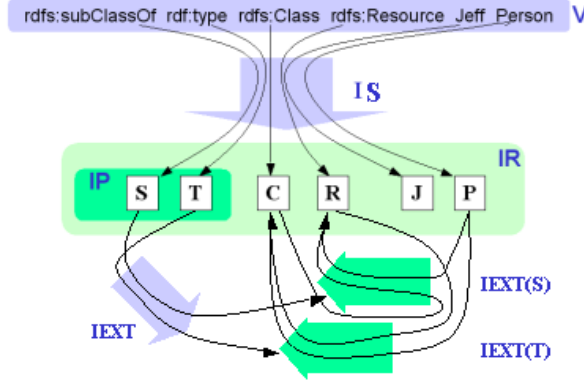 rdfs:subClassOf rdf:type rdfs:Class rdfs:Resource Jeff Person V
IS
IR
IP
S T C R J P
IEXT(S)
IEXT
IEXT(T)